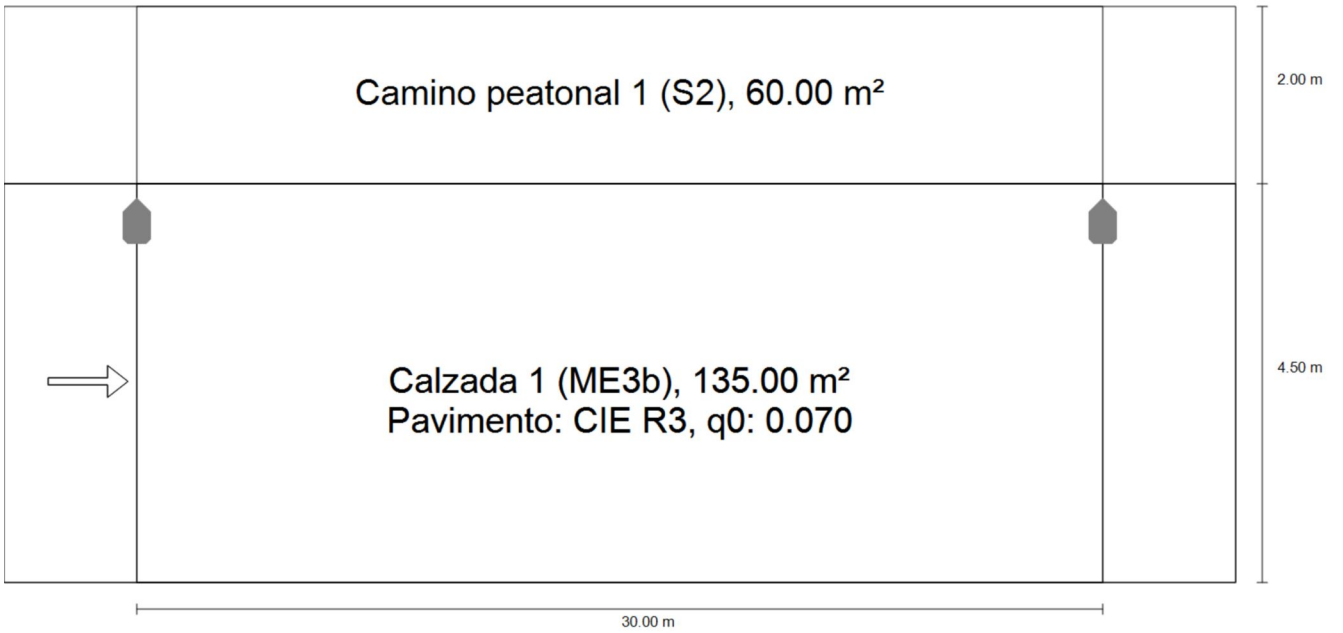 Camino peatonal 1 (S2), 60.00 m²
2.00 m
Calzada 1 (ME3b), 135.00 m²
Pavimento: CIE R3, q0: 0.070
4.50 m
30.00 m